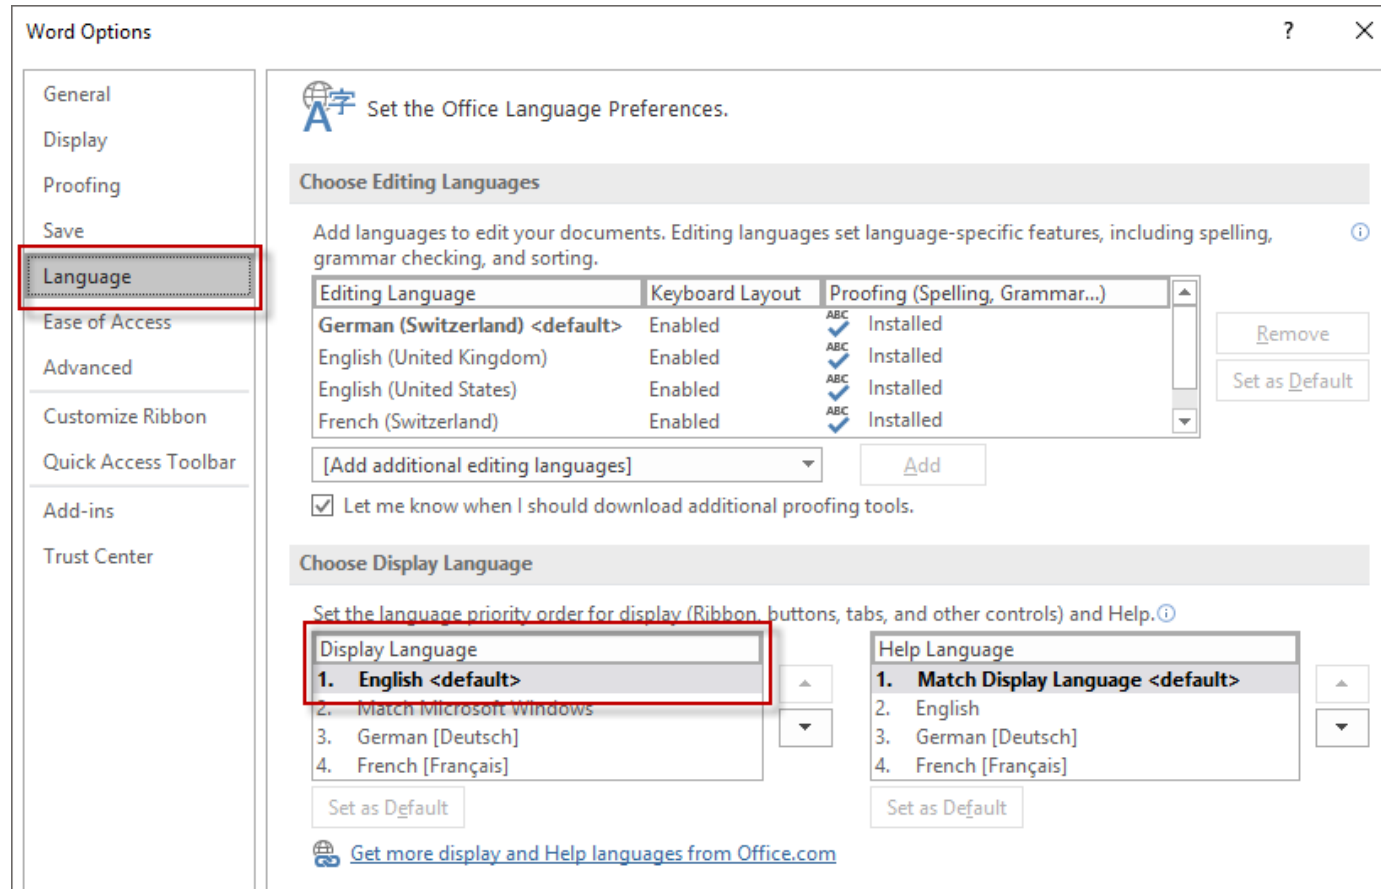 Word Options
?
General
Display
Proofing
Save
Language
Ease of Access
Advanced
Customize Ribbon
Quick Access Toolbar
Add-ins
Trust Center
A字 Set the Office Language Preferences.
Choose Editing Languages
Add languages to edit your documents. Editing languages set language-specific features, including spelling,
grammar checking, and sorting.
Editing Language Keyboard Layout Proofing (Spelling, Grammar...)
German (Switzerland) <default> Enabled ABC Installed
English (United Kingdom) Enabled ABC Installed
English (United States) Enabled ABC Installed
French (Switzerland) Enabled ABC Installed
Remove
Set as Default
[Add additional editing languages] Add
Let me know when I should download additional proofing tools.
Choose Display Language
Set the language priority order for display (Ribbon, buttons, tabs, and other controls) and Help.
Display Language
1. English <default>
2. Match Microsoft Windows
3. German [Deutsch]
4. French [Français]
Set as Default
Help Language
1. Match Display Language <default>
2. English
3. German [Deutsch]
4. French [Français]
Set as Default
Get more display and Help languages from Office.com